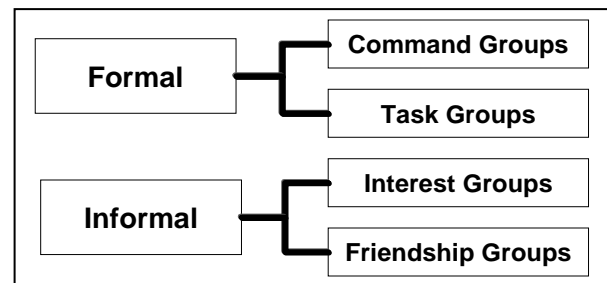 Formal
Command Groups
Task Groups
Informal
Interest Groups
Friendship Groups